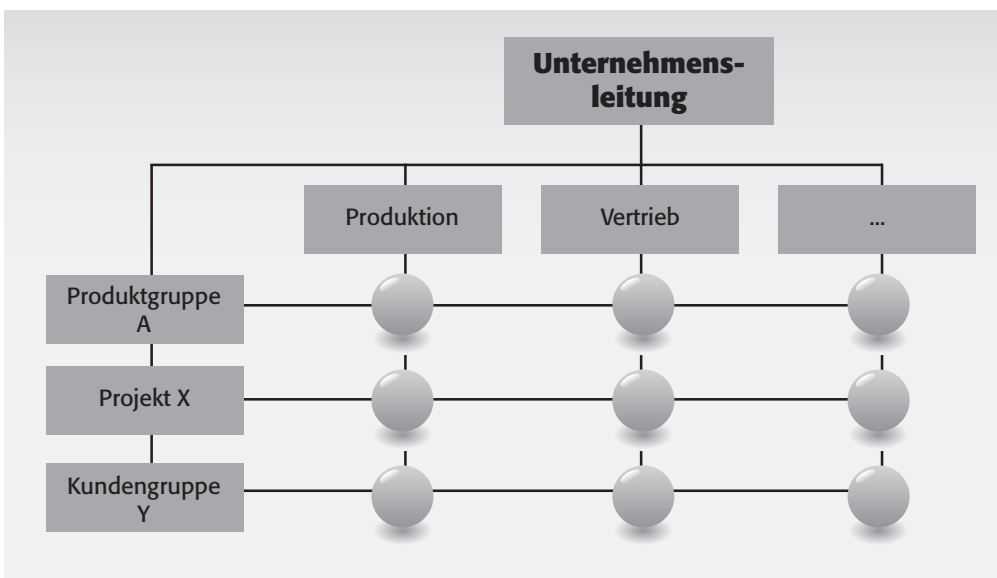 Unternehmens-
leitung
Produktion
Vertrieb
...
Produktgruppe
A
Projekt X
Kundengruppe
Y